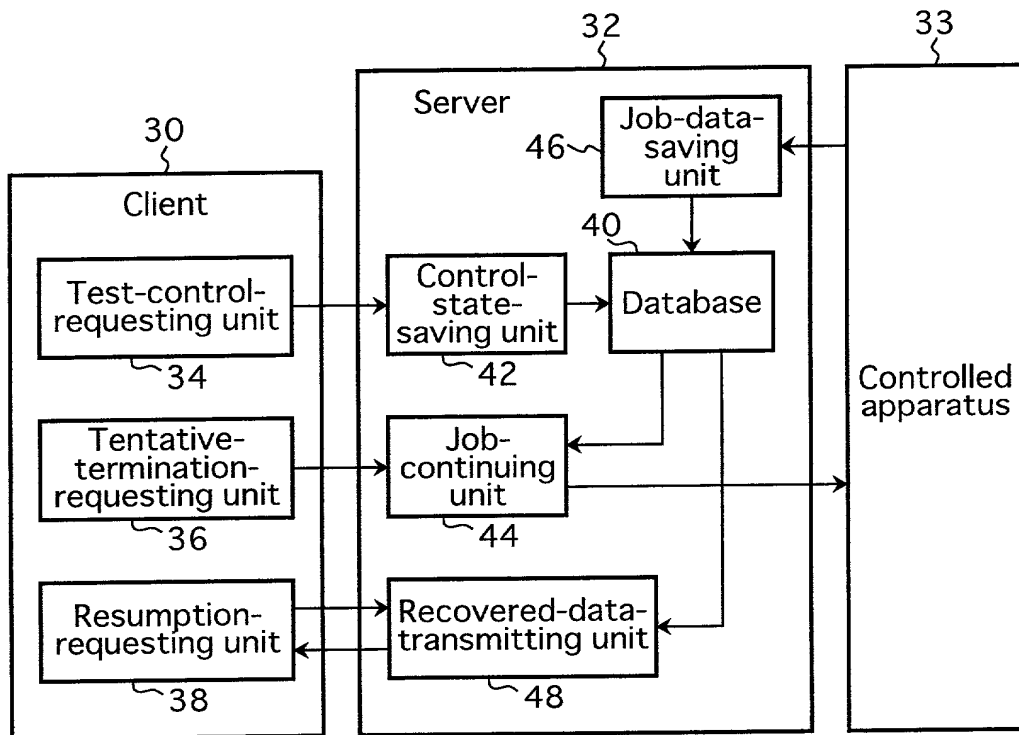 32
33
Server
Job-data-
saving
unit
46
30
Client
40
Test-control-
requesting unit
34
Control-
state-
saving unit
42
Database
Controlled
apparatus
Tentative-
termination-
requesting unit
36
Job-
continuing
unit
44
Resumption-
requesting unit
38
Recovered-data-
transmitting unit
48